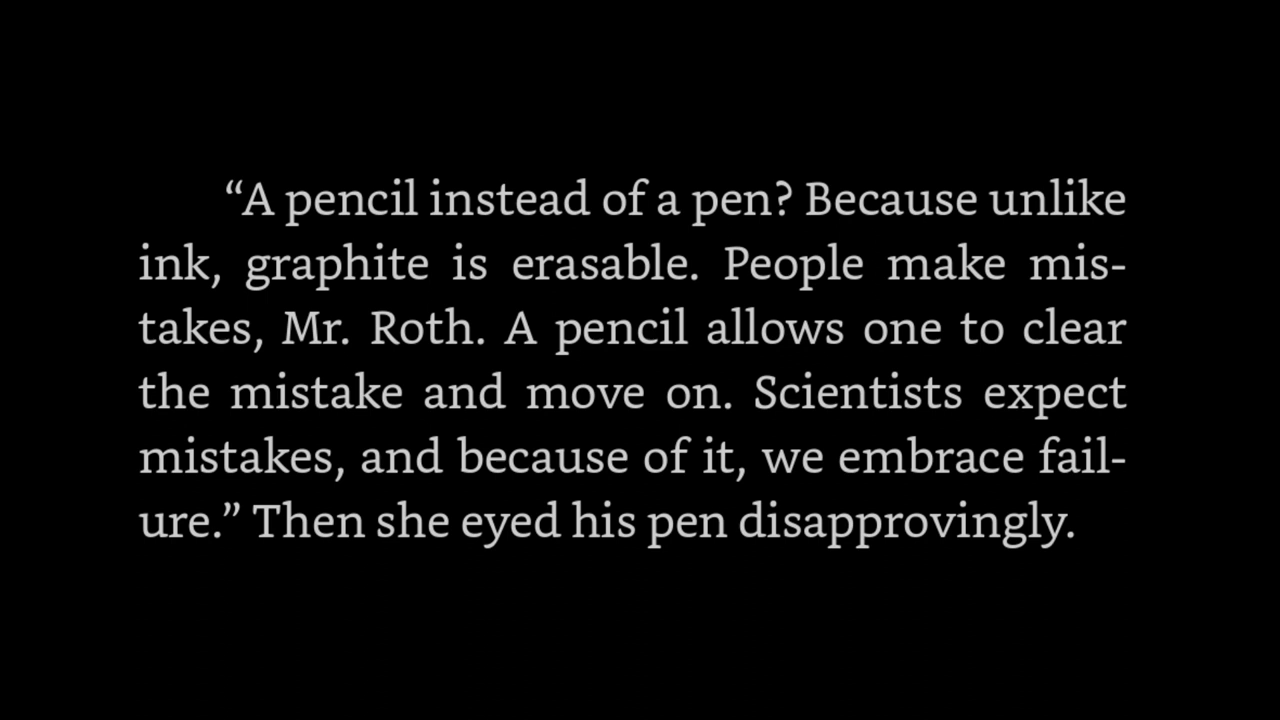 “A pencil instead of a pen? Because unlike
ink, graphite is erasable. People make mis-
takes, Mr. Roth. A pencil allows one to clear
the mistake and move on. Scientists expect
mistakes, and because of it, we embrace fail-
ure.” Then she eyed his pen disapprovingly.